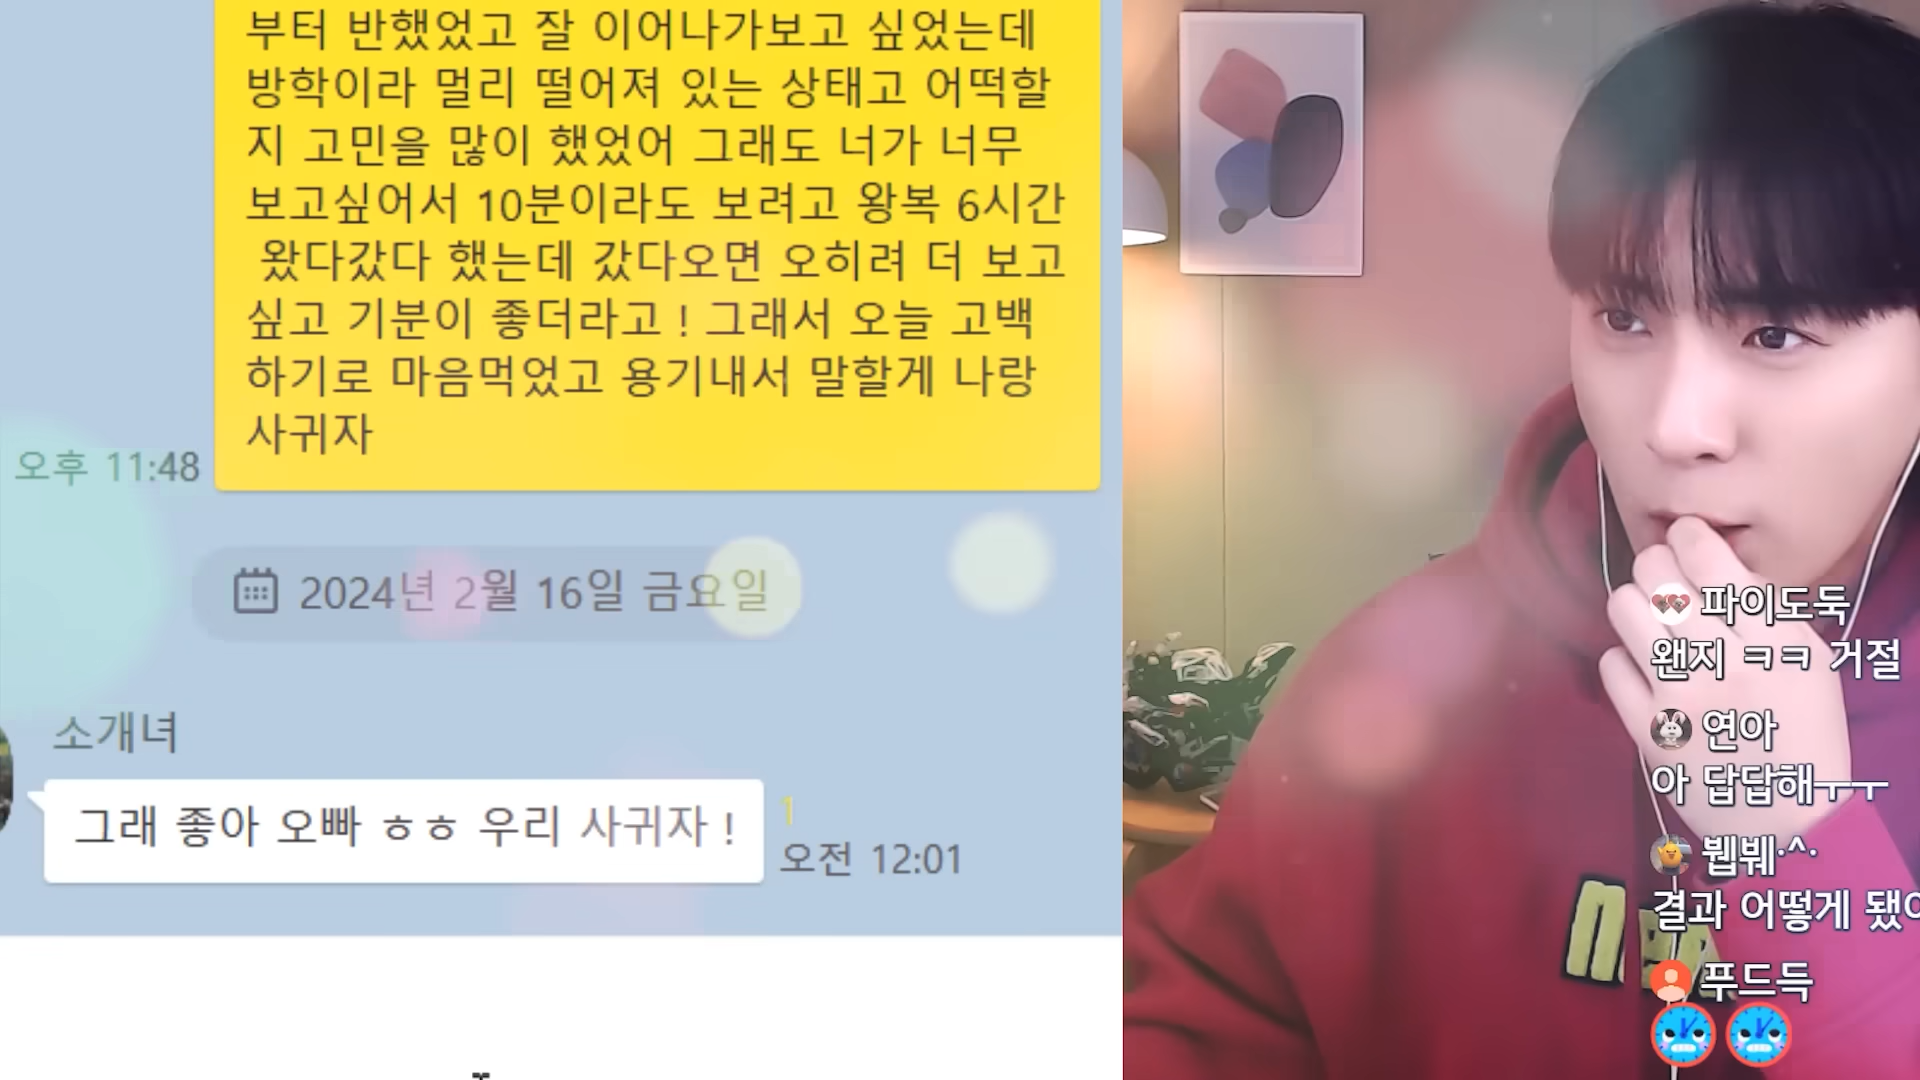 부터 반했었고 잘 이어나가보고 싶었는데
방학이라 멀리 떨어져 있는 상태고 어떡할
지 고민을 많이 했었어 그래도 너가 너무
보고싶어서 10분이라도 보려고 왕복 6시간
왔다갔다 했는데 갔다오면 오히려 더 보고
싶고 기분이 좋더라고 ! 그래서 오늘 고백
하기로 마음먹었고 용기내서 말할게 나랑
사귀자
오후 11:48
2024년 2월 16일 금요일
소개녀
그래 좋아 오빠 ㅎㅎ 우리 사귀자 !
1
오전 12:01
파이도둑
왠지 ㅋㅋ 거절
연아
아 답답해ㅜㅜ
뷉붸·^·
결과 어떻게 됐
푸드득